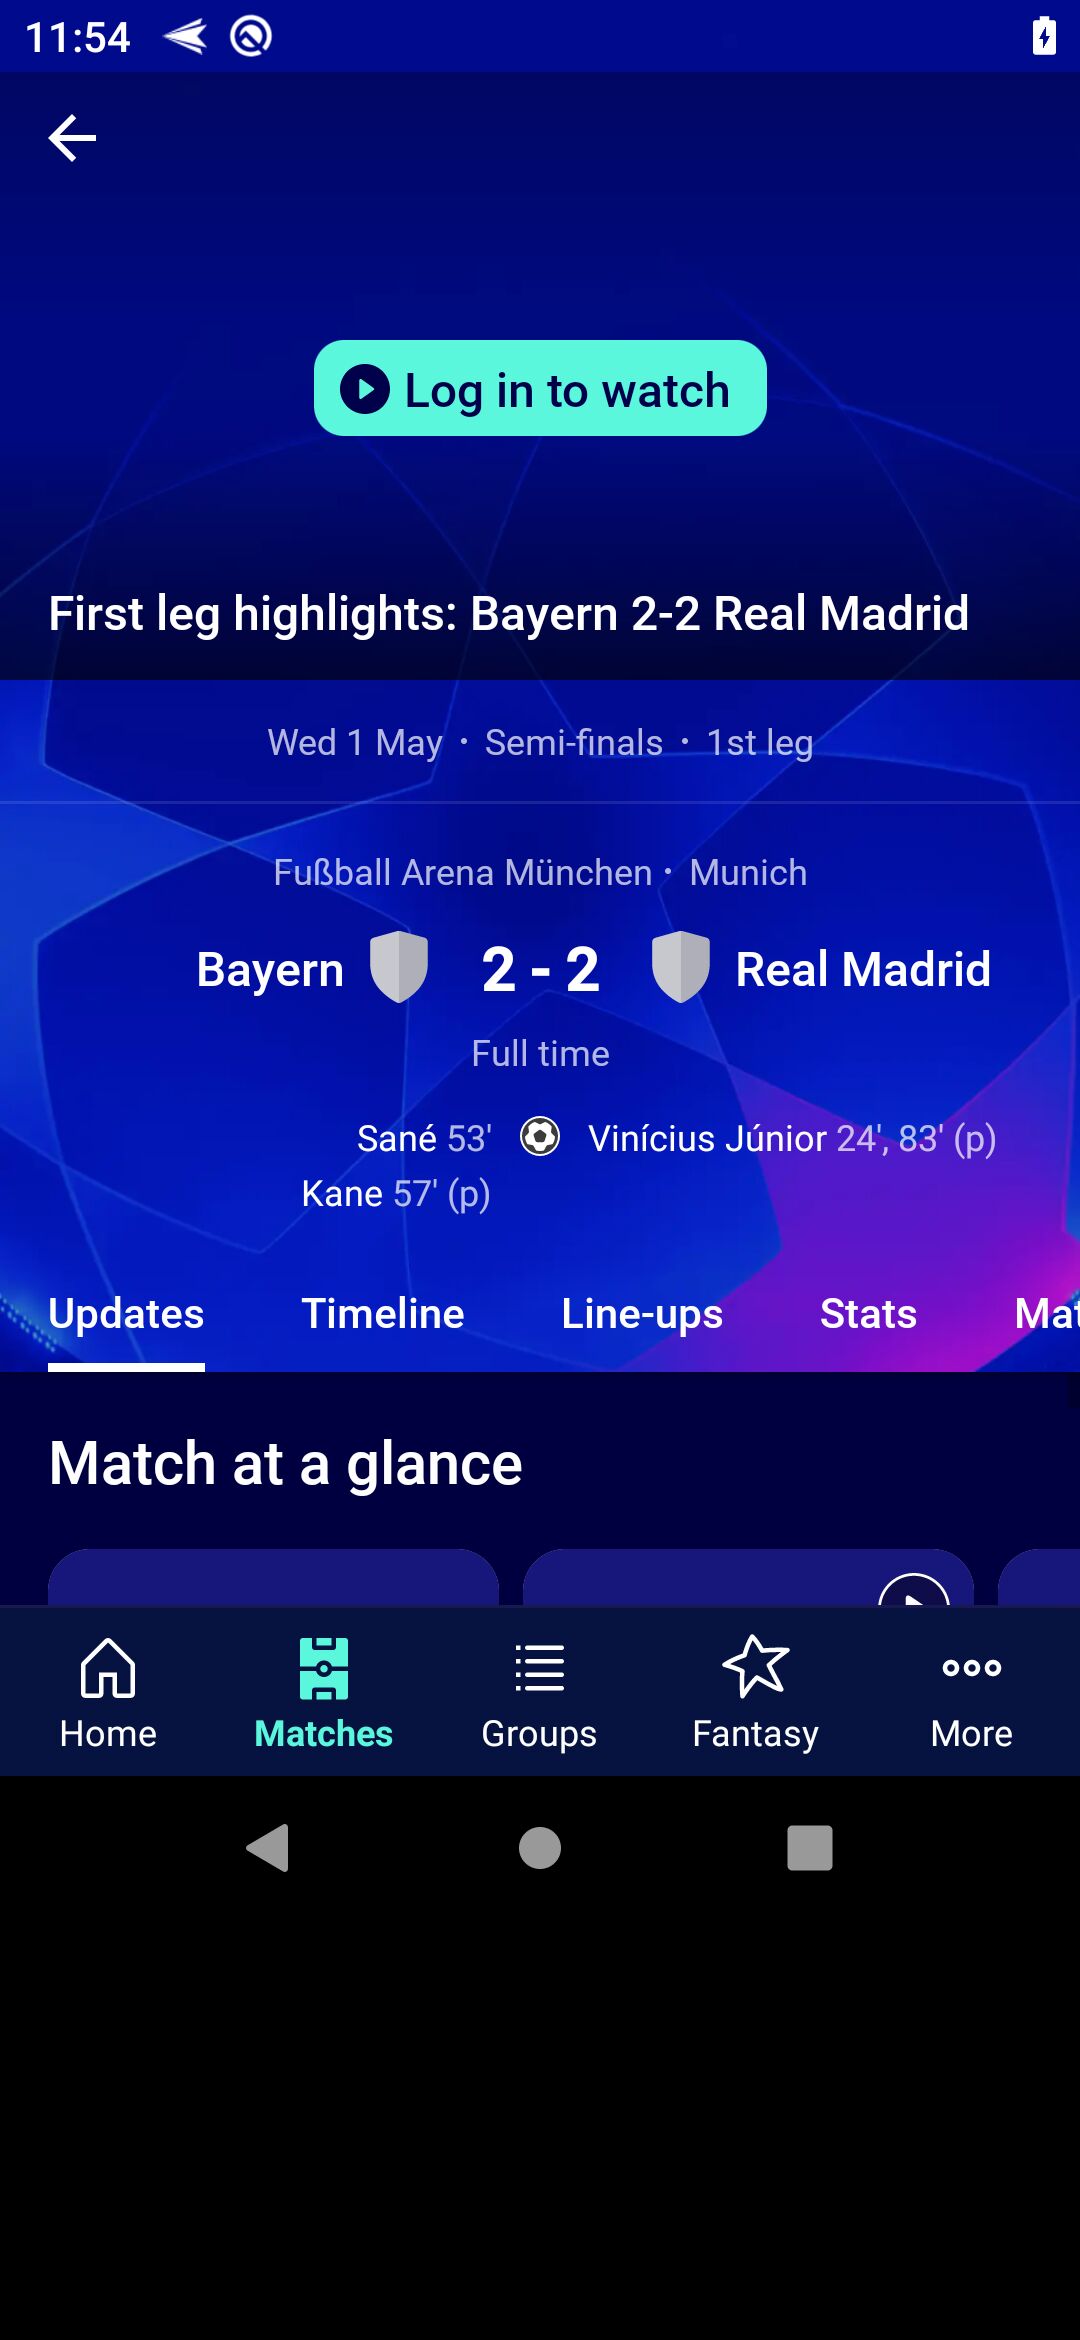 11:54
Log in to watch
First leg highlights: Bayern 2-2 Real Madrid
Wed 1 May • Semi-finals • 1st leg
Fußball Arena München • Munich
Bayern 2 - 2 Real Madrid
Full time
Sané 53' Vinícius Júnior 24', 83' (p)
Kane 57' (p)
Updates Timeline Line-ups Stats Mat
Match at a glance
Home Matches Groups Fantasy More